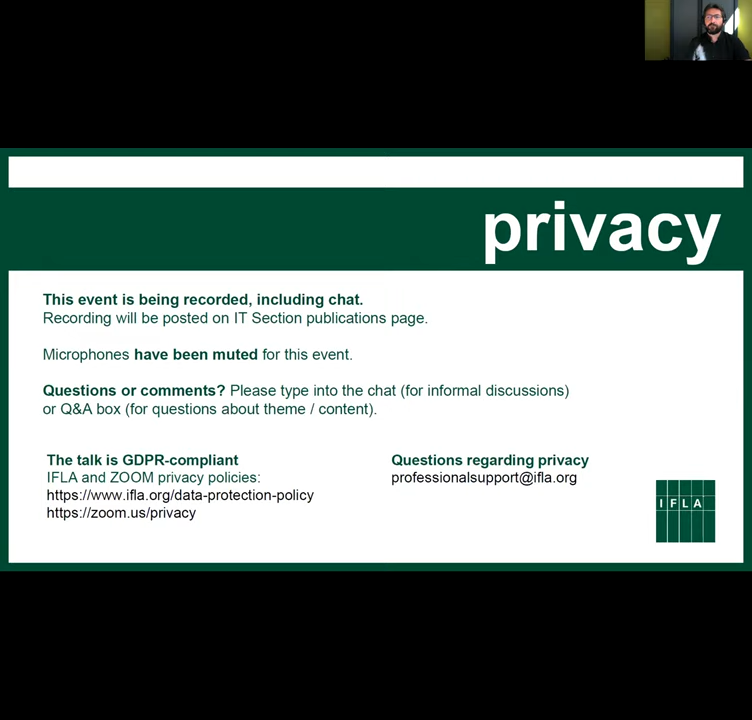 privacy
This event is being recorded, including chat.
Recording will be posted on IT Section publications page.
Microphones have been muted for this event.
Questions or comments? Please type into the chat (for informal discussions)
or Q&A box (for questions about theme / content).
The talk is GDPR-compliant
IFLA and ZOOM privacy policies:
https://www.ifla.org/data-protection-policy
https://zoom.us/privacy
Questions regarding privacy
professionalsupport@ifla.org
IFLA